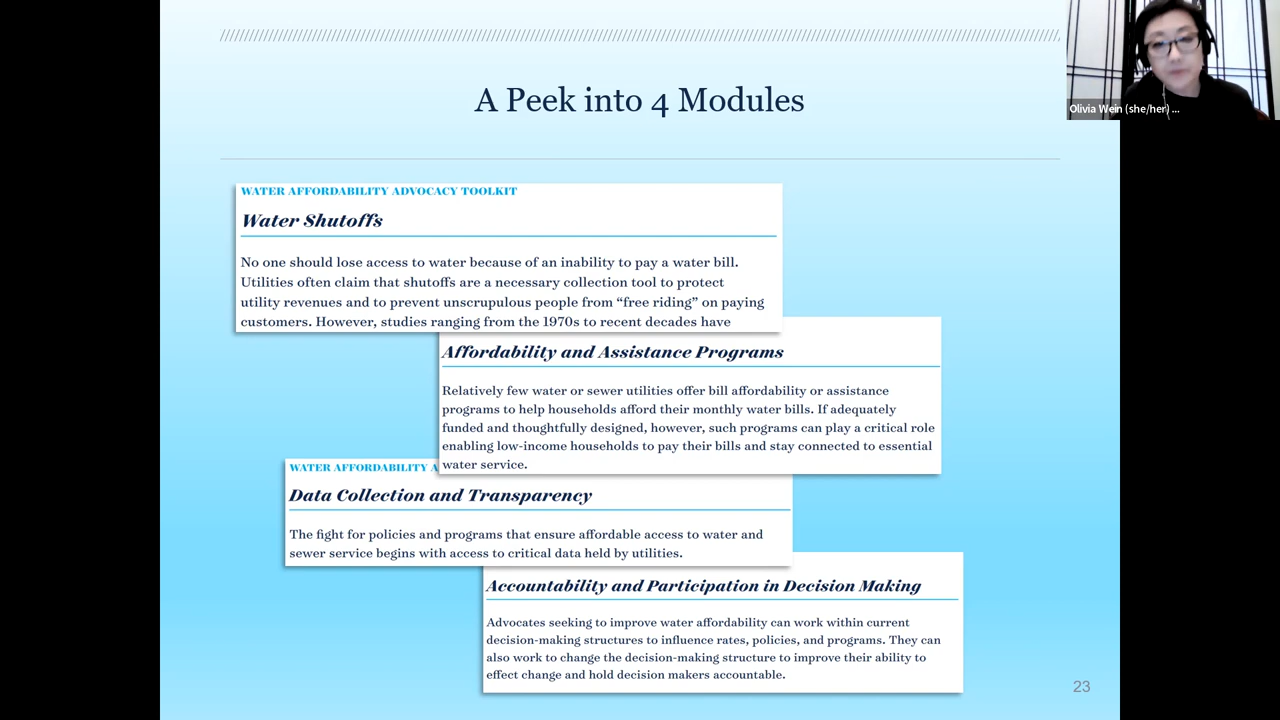 A Peek into 4 Modules
Olivia Wein (she/her) ...
WATER AFFORDABILITY ADVOCACY TOOLKIT
Water Shutoffs
No one should lose access to water because of an inability to pay a water bill.
Utilities often claim that shutoffs are a necessary collection tool to protect
utility revenues and to prevent unscrupulous people from “free riding” on paying
customers. However, studies ranging from the 1970s to recent decades have
Affordability and Assistance Programs
Relatively few water or sewer utilities offer bill affordability or assistance
programs to help households afford their monthly water bills. If adequately
funded and thoughtfully designed, however, such programs can play a critical role
enabling low-income households to pay their bills and stay connected to essential
water service.
WATER AFFORDABILITY A
Data Collection and Transparency
The fight for policies and programs that ensure affordable access to water and
sewer service begins with access to critical data held by utilities.
Accountability and Participation in Decision Making
Advocates seeking to improve water affordability can work within current
decision-making structures to influence rates, policies, and programs. They can
also work to change the decision-making structure to improve their ability to
effect change and hold decision makers accountable.
23